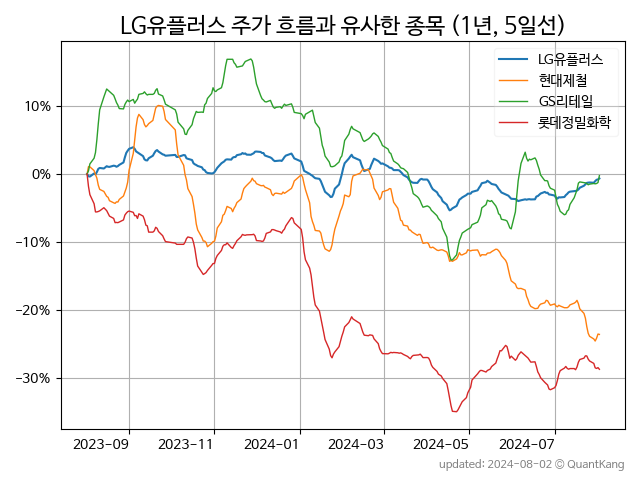 LG유플러스 주가 흐름과 유사한 종목 (1년, 5일선)
LG유플러스
현대제철
GS리테일
롯데정밀화학
10%
0%
−10%
−20%
−30%
2023−09
2023−11
2024−01
2024−03
2024−05
2024−07
updated: 2024-08-02 © QuantKang